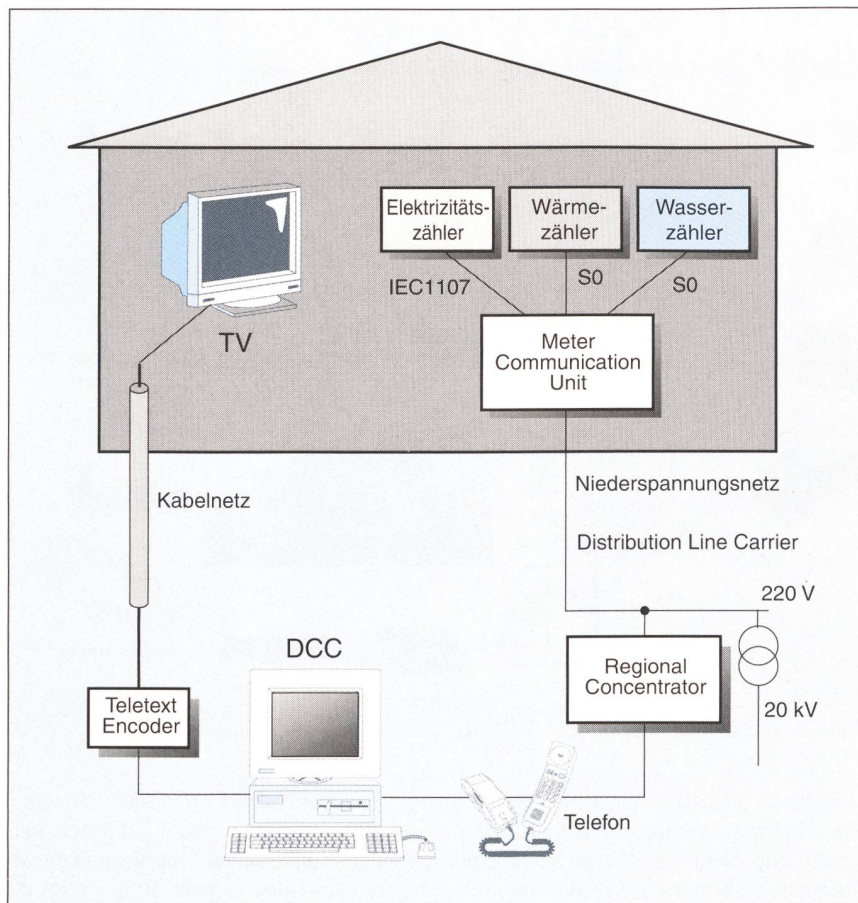 Elektrizitäts-
zähler
Wärme-
zähler
Wasser-
zähler
IEC1107
S0
S0
TV
Meter
Communication
Unit
Kabelnetz
Niederspannungsnetz
Distribution Line Carrier
220 V
DCC
Regional
Concentrator
Teletext
Encoder
20 kV
Telefon